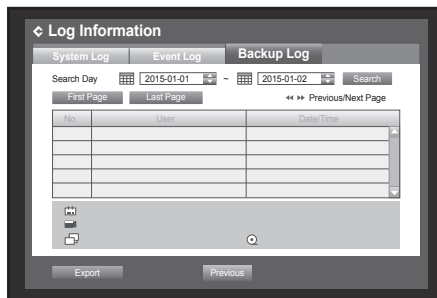 Log Information
System Log Event Log Backup Log
Search Day 2015-01-01 ~ 2015-01-02 Search
First Page Last Page Previous/Next Page
No. User Date/Time
Export Previous